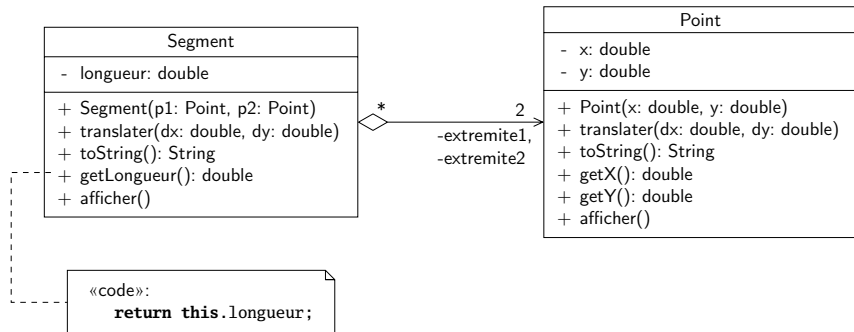 Segment
- longueur: double
+ Segment(p1: Point, p2: Point)
+ translater(dx: double, dy: double)
+ toString(): String
+ getLongueur(): double
+ afficher()
* 2
-extremite1,
-extremite2
Point
- x: double
- y: double
+ Point(x: double, y: double)
+ translater(dx: double, dy: double)
+ toString(): String
+ getX(): double
+ getY(): double
+ afficher()
«code»:
return this.longueur;